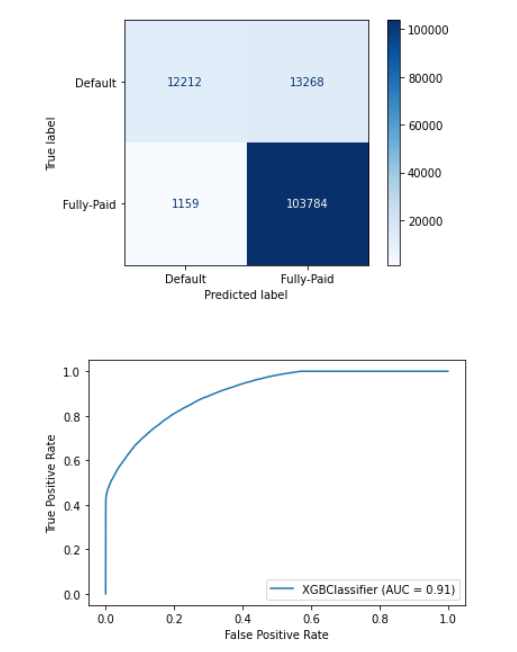 100000
Default
12212
13268
80000
True label
60000
Fully-Paid
1159
103784
40000
20000
Default
Fully-Paid
Predicted label
1.0
0.8
0.6
True Positive Rate
0.4
0.2
XGBClassifier (AUC = 0.91)
0.0
0.0
0.2
0.4
0.6
0.8
1.0
False Positive Rate